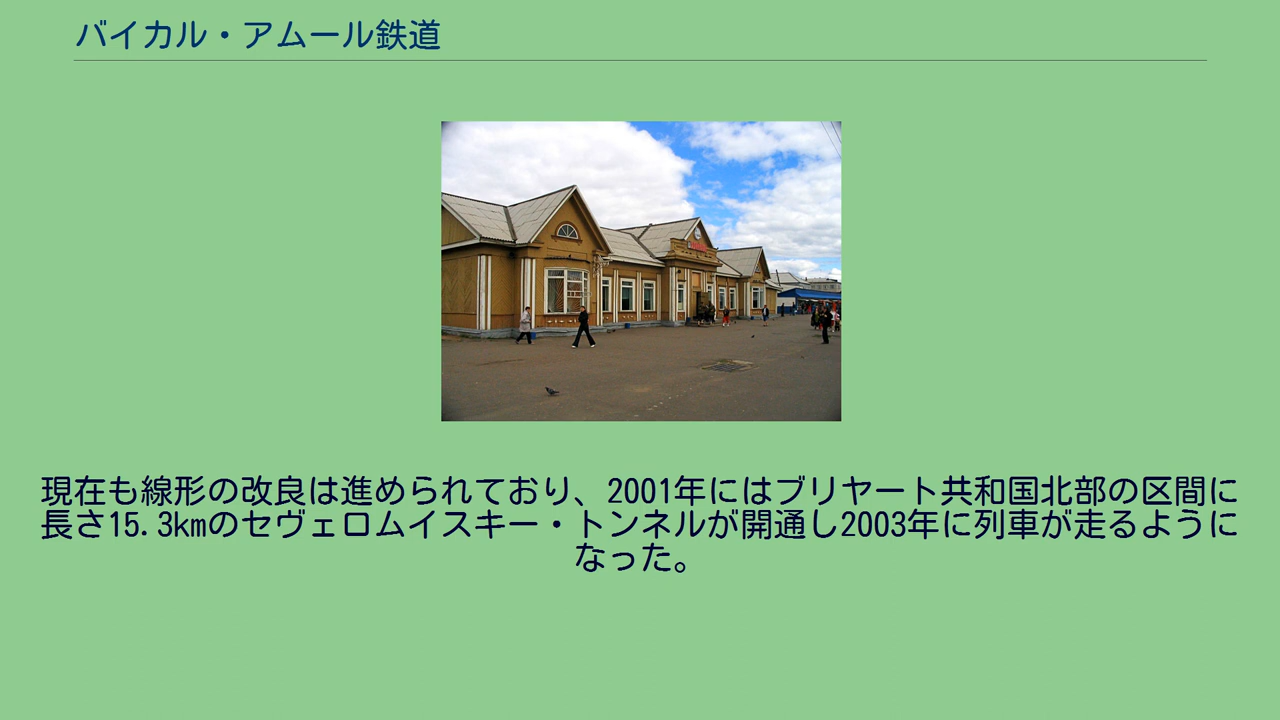 バイカル・アムール鉄道
現在も線形の改良は進められており、2001年にはブリヤート共和国北部の区間に
長さ15.3kmのセヴェロムイスキー・トンネルが開通し2003年に列車が走るように
なった。